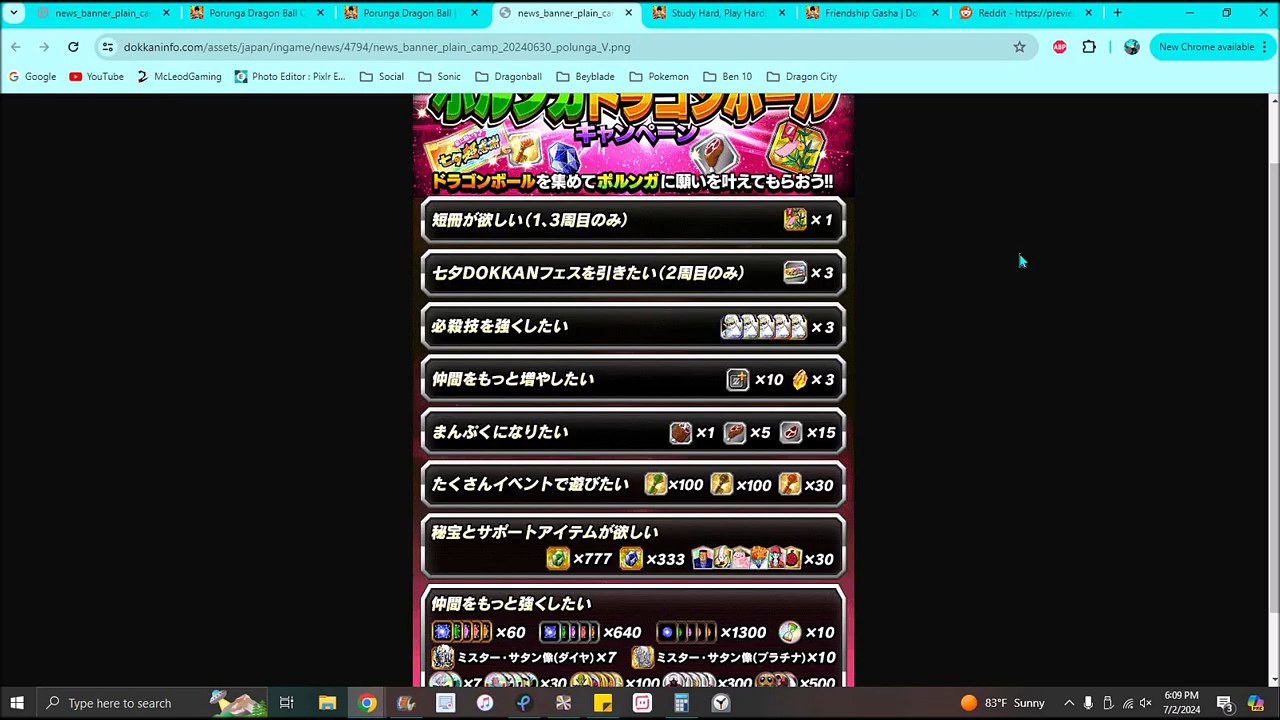 news_banner_plain_cam
Porunga Dragon Ball C
Porunga Dragon Ball |
news_banner_plain_cam
Study Hard, Play Hard:
Friendship Gasha | Do
Reddit - https://previe
dokkaninfo.com/assets/japan/ingame/news/4794/news_banner_plain_camp_20240630_polunga_V.png
New Chrome available
Google
YouTube
McLeodGaming
Photo Editor : Pixlr E...
Social
Sonic
Dragonball
Beyblade
Pokemon
Ben 10
Dragon City
ポルンガドラゴンボール
キャンペーン
ドラゴンボールを集めてポルンガに願いを叶えてもらおう!!
短冊が欲しい(1、3周目のみ) ×1
七夕DOKKANフェスを引きたい(2周目のみ) ×3
必殺技を強くしたい ×3
仲間をもっと増やしたい ×10 ×3
まんぷくになりたい ×1 ×5 ×15
たくさんイベントで遊びたい ×100 ×100 ×30
秘宝とサポートアイテムが欲しい
×777 ×333 ×30
仲間をもっと強くしたい
×60 ×640 ×1300 ×10
ミスター・サタン像(ダイヤ)×7 ミスター・サタン像(プラチナ)×10
×7 ×30 ×100 ×300 ×500
Type here to search
83°F Sunny
6:09 PM
7/2/2024
3